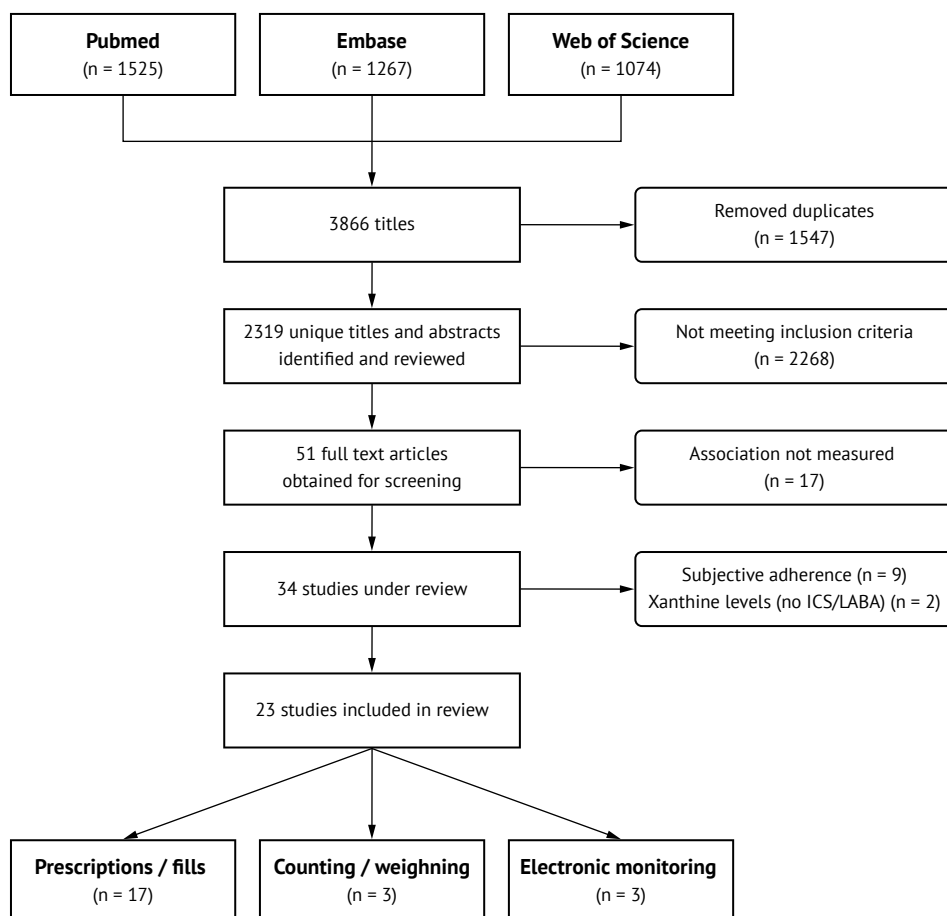 Pubmed
(n = 1525)
Embase
(n = 1267)
Web of Science
(n = 1074)
3866 titles
Removed duplicates
(n = 1547)
2319 unique titles and abstracts
identified and reviewed
Not meeting inclusion criteria
(n = 2268)
51 full text articles
obtained for screening
Association not measured
(n = 17)
34 studies under review
Subjective adherence (n = 9)
Xanthine levels (no ICS/LABA) (n = 2)
23 studies included in review
Prescriptions / fills
(n = 17)
Counting / weighning
(n = 3)
Electronic monitoring
(n = 3)